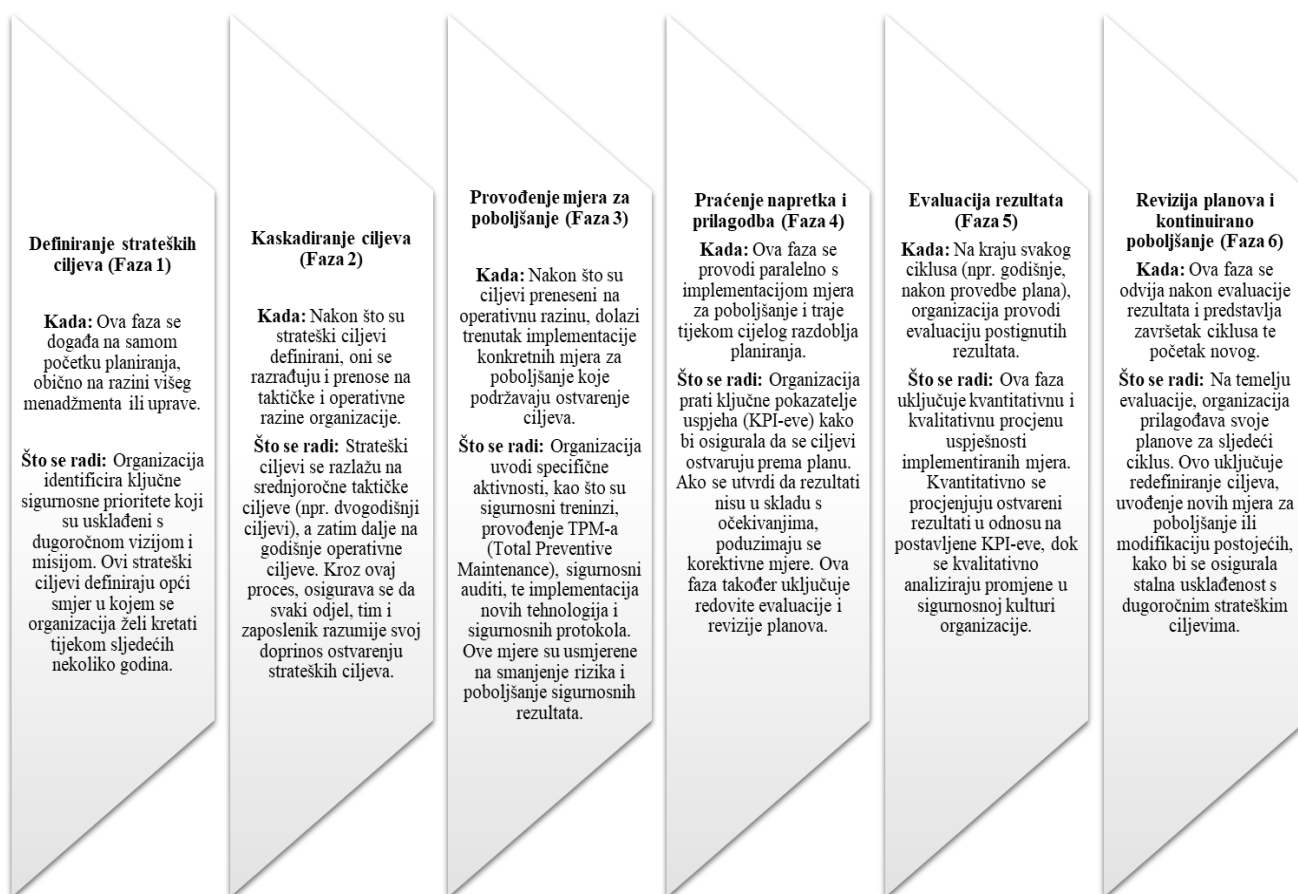 Definiranje strateških
ciljeva (Faza 1)
Kada: Ova faza se
događa na samom
početku planiranja,
obično na razini višeg
menadžmenta ili uprave.
Što se radi: Organizacija
identificira ključne
sigurnosne prioritete koji
su usklađeni s
dugoročnom vizijom i
misijom. Ovi strateški
ciljevi definiraju opći
smjer u kojem se
organizacija želi kretati
tijekom sljedećih
nekoliko godina.
Kaskadiranje ciljeva
(Faza 2)
Kada: Nakon što su
strateški ciljevi
definirani, oni se
razrađuju i prenose na
taktičke i operativne
razine organizacije.
Što se radi: Strateški
ciljevi se razlažu na
srednjoročne taktičke
ciljeve (npr. dvogodišnji
ciljevi), a zatim dalje na
godišnje operativne
ciljeve. Kroz ovaj
proces, osigurava se da
svaki odjel, tim i
zaposlenik razumije svoj
doprinos ostvarenju
strateških ciljeva.
Provođenje mjera za
poboljšanje (Faza 3)
Kada: Nakon što su
ciljevi preneseni na
operativnu razinu, dolazi
trenutak implementacije
konkretnih mjera za
poboljšanje koje
podržavaju ostvarenje
ciljeva.
Što se radi: Organizacija
uvodi specifične
aktivnosti, kao što su
sigurnosni treninzi,
provođenje TPM-a
(Total Preventive
Maintenance), sigurnosni
auditi, te implementacija
novih tehnologija i
sigurnosnih protokola.
Ove mjere su usmjerene
na smanjenje rizika i
poboljšanje sigurnosnih
rezultata.
Praćenje napretka i
prilagodba (Faza 4)
Kada: Ova faza se
provodi paralelno s
implementacijom mjera
za poboljšanje i traje
tijekom cijelog razdoblja
planiranja.
Što se radi: Organizacija
prati ključne pokazatelje
uspjeha (KPI-eve) kako
bi osigurala da se ciljevi
ostvaruju prema planu.
Ako se utvrdi da rezultati
nisu u skladu s
očekivanjima,
poduzimaju se
korektivne mjere. Ova
faza također uključuje
redovite evaluacije i
revizije planova.
Evaluacija rezultata
(Faza 5)
Kada: Na kraju svakog
ciklusa (npr. godišnje,
nakon provedbe plana),
organizacija provodi
evaluaciju postignutih
rezultata.
Što se radi: Ova faza
uključuje kvantitativnu i
kvalitativnu procjenu
uspješnosti
implementiranih mjera.
Kvantitativno se
procjenjuju ostvareni
rezultati u odnosu na
postavljene KPI-eve, dok
se kvalitativno
analiziraju promjene u
sigurnosnoj kulturi
organizacije.
Revizija planova i
kontinuirano
poboljšanje (Faza 6)
Kada: Ova faza se
odvija nakon evaluacije
rezultata i predstavlja
završetak ciklusa te
početak novog.
Što se radi: Na temelju
evaluacije, organizacija
prilagođava svoje
planove za sljedeći
ciklus. Ovo uključuje
redefiniranje ciljeva,
uvođenje novih mjera za
poboljšanje ili
modifikaciju postojećih,
kako bi se osigurala
stalna usklađenost s
dugoročnim strateškim
ciljevima.